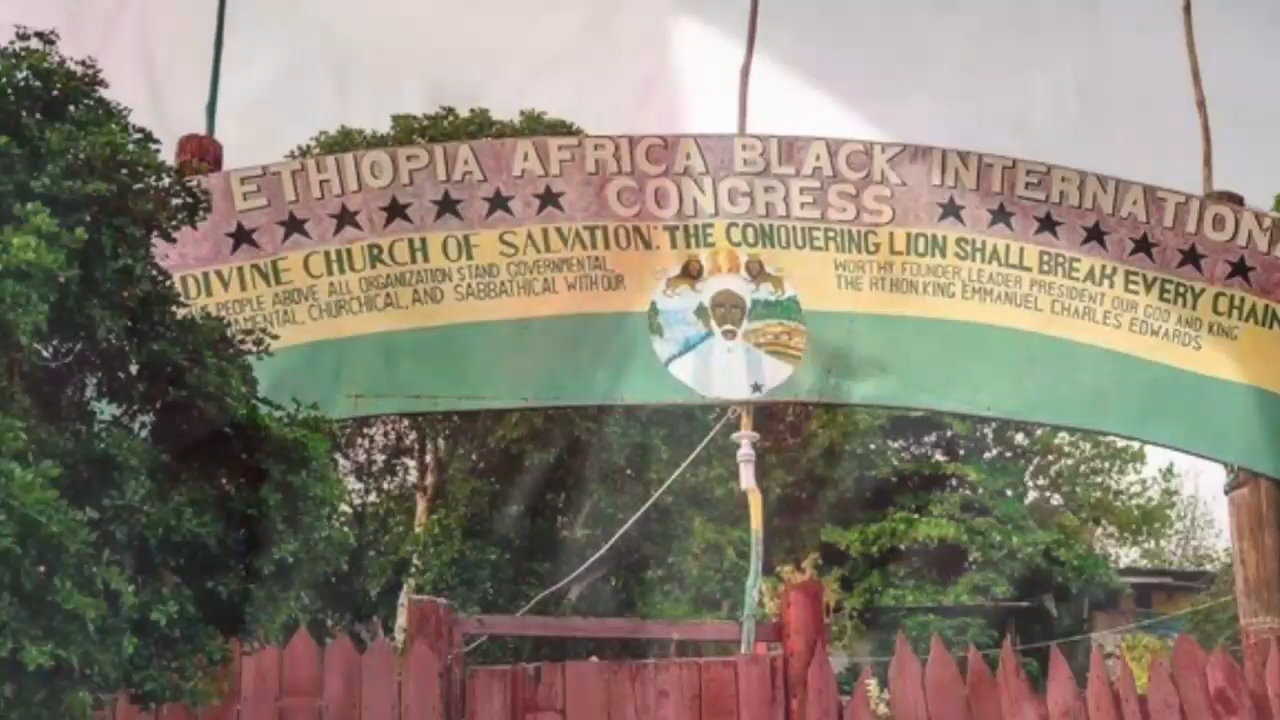 ETHIOPIA AFRICA BLACK INTERNATION
CONGRESS
DIVINE CHURCH OF SALVATION: THE CONQUERING LION SHALL BREAK EVERY CHAIN
PEOPLE ABOVE ALL ORGANIZATION STAND GOVERNMENTAL,
AMENTAL, CHURCHICAL, AND SABBATHICAL WITH OUR
WORTHY FOUNDER, LEADER PRESIDENT OUR GOD AND KING
THE RT HON KING EMMANUEL CHARLES EDWARDS